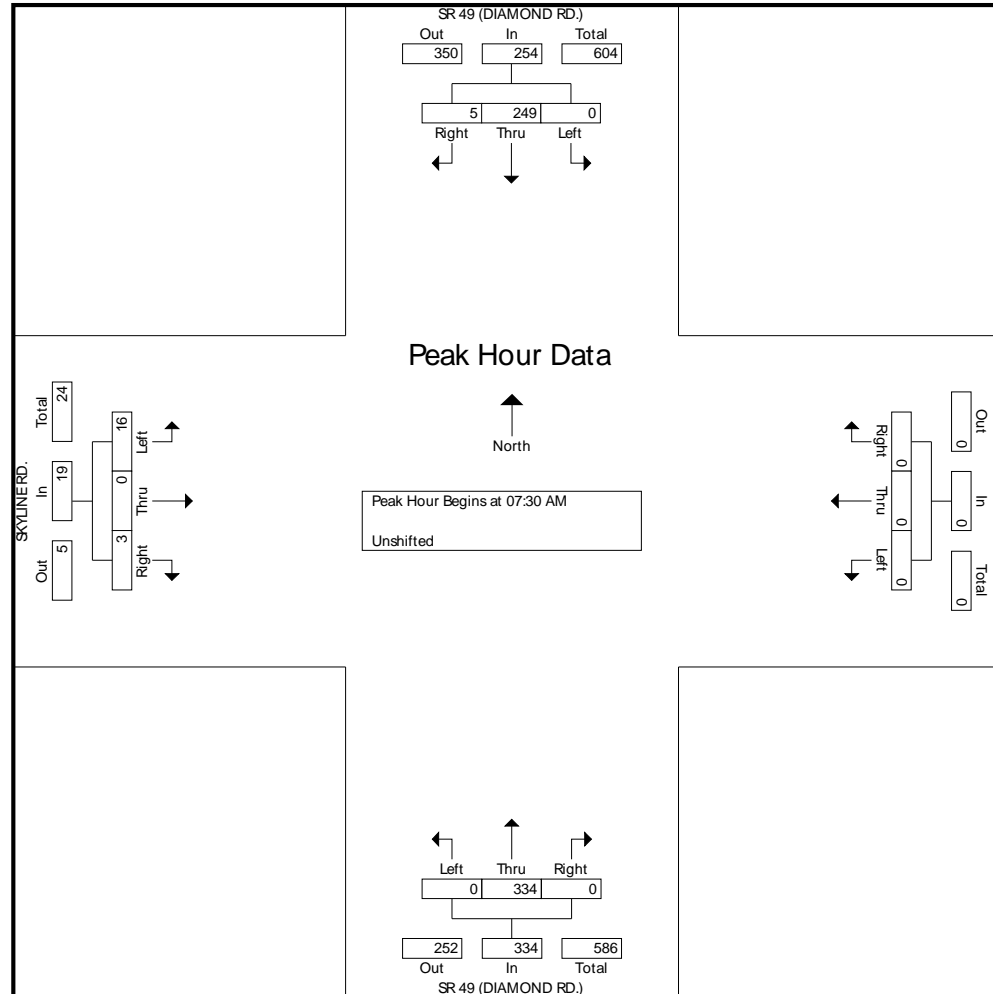 SR 49 (DIAMOND RD.)
Out In Total
350 254 604
5 249 0
Right Thru Left
Peak Hour Data
North
Peak Hour Begins at 07:30 AM
Unshifted
SKYLINE RD.
Total In Out
24 19 5
16 0 3
Left Thru Right
Right Thru Left
0 0 0
Out In Total
0 0 0
Left Thru Right
0 334 0
252 334 586
Out In Total
SR 49 (DIAMOND RD.)